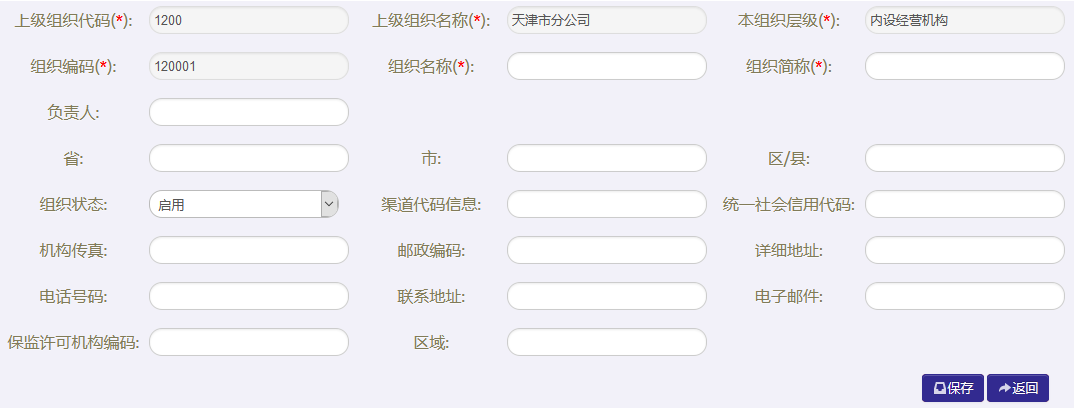 上级组织代码(*): 1200 上级组织名称(*): 天津市分公司 本组织层级(*): 内设经营机构
组织编码(*): 120001 组织名称(*): 组织简称(*):
负责人:
省: 市: 区/县:
组织状态: 启用 渠道代码信息: 统一社会信用代码:
机构传真: 邮政编码: 详细地址:
电话号码: 联系地址: 电子邮件:
保监许可机构编码: 区域:
保存 返回